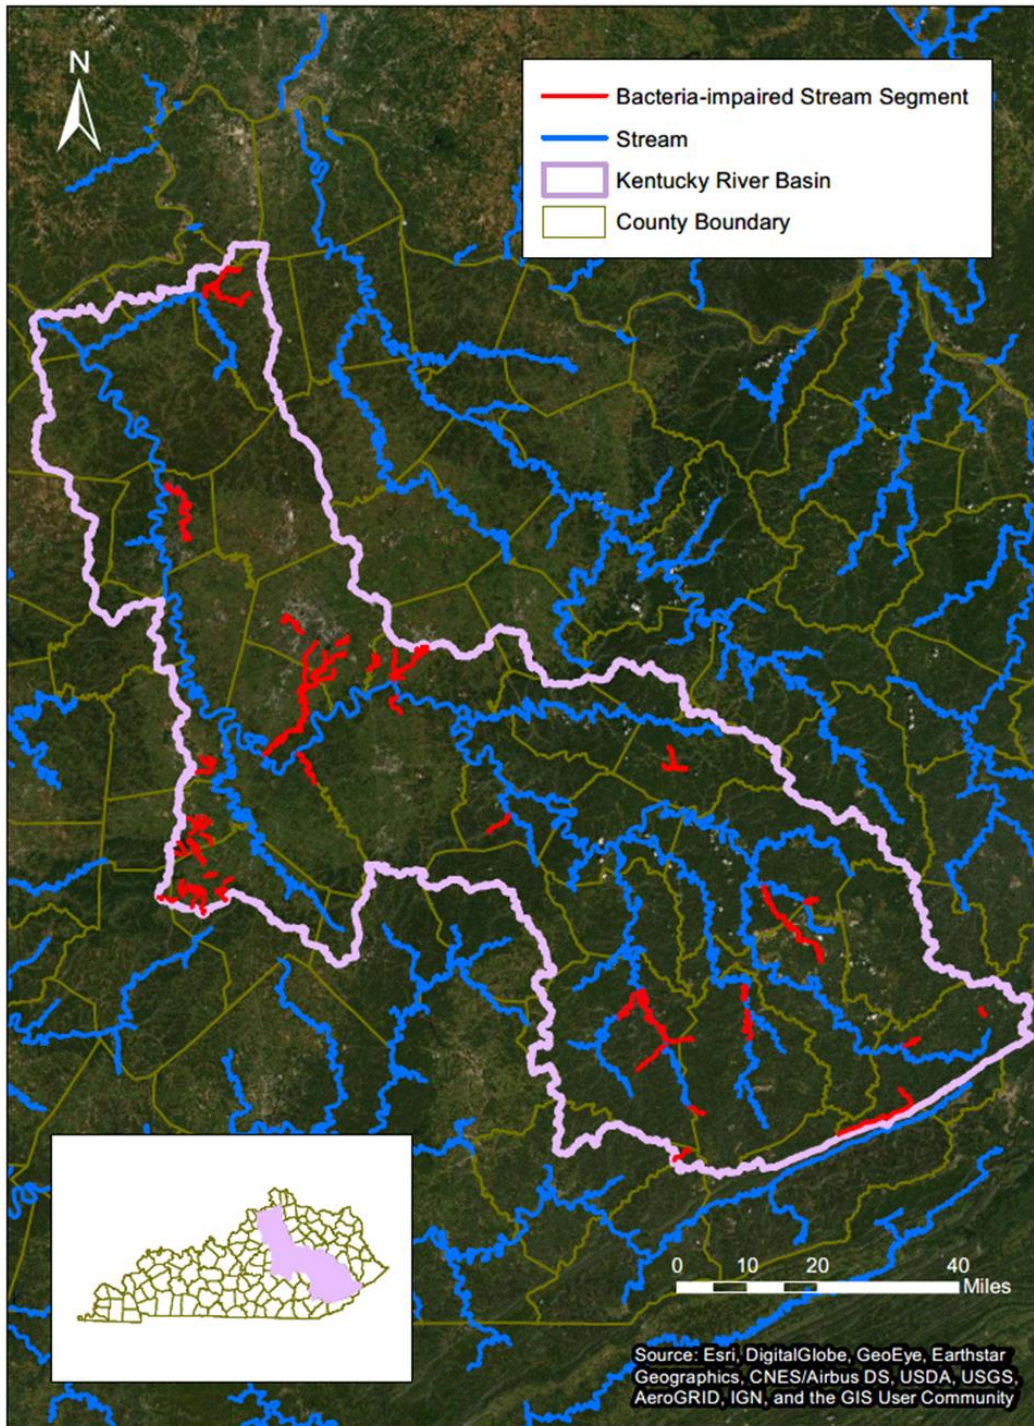 N
Bacteria-impaired Stream Segment
Stream
Kentucky River Basin
County Boundary
0 10 20 40
Miles
Source: Esri, DigitalGlobe, GeoEye, Earthstar
Geographics, CNES/Airbus DS, USDA, USGS,
AeroGRID, IGN, and the GIS User Community